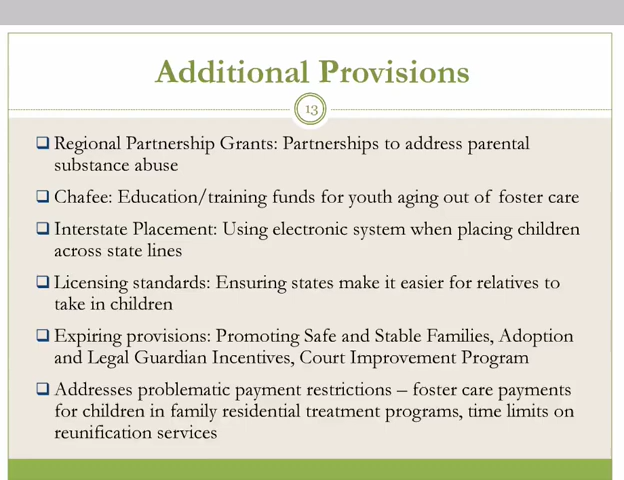 Additional Provisions
13
Regional Partnership Grants: Partnerships to address parental
substance abuse
Chafee: Education/training funds for youth aging out of foster care
Interstate Placement: Using electronic system when placing children
across state lines
Licensing standards: Ensuring states make it easier for relatives to
take in children
Expiring provisions: Promoting Safe and Stable Families, Adoption
and Legal Guardian Incentives, Court Improvement Program
Addresses problematic payment restrictions – foster care payments
for children in family residential treatment programs, time limits on
reunification services